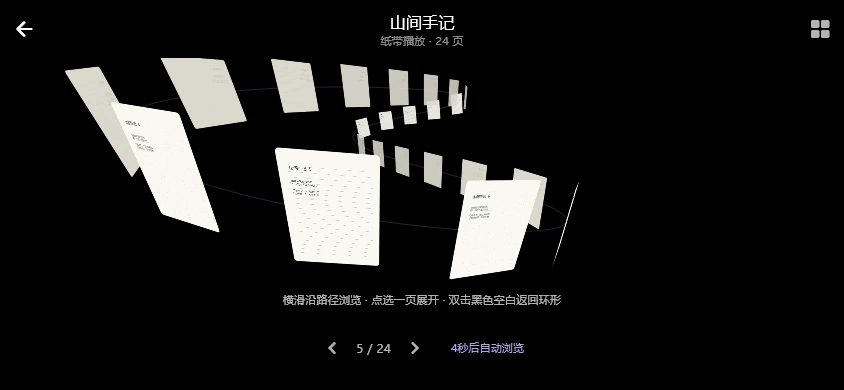 山间手记
纸带播放 · 24 页
横滑沿路径浏览 · 点选一页展开 · 双击黑色空白返回环形
5 / 24
4秒后自动浏览